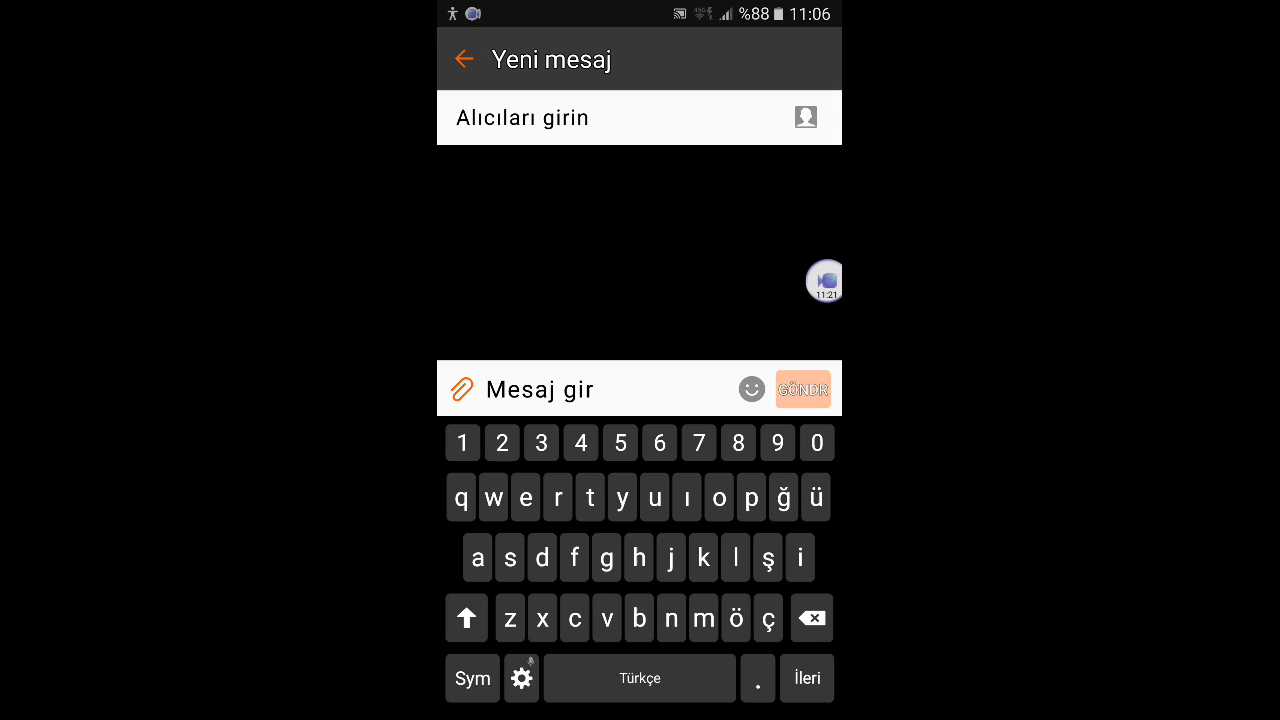 %88 11:06
Yeni mesaj
Alıcıları girin
11:21
Mesaj gir GÖNDR
1 2 3 4 5 6 7 8 9 0
q w e r t y u ı o p ğ ü
a s d f g h j k l ş i
z x c v b n m ö ç
Sym Türkçe . İleri